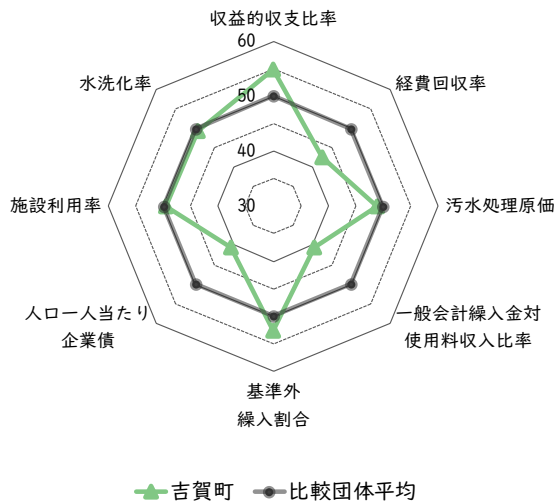 収益的収支比率
60
水洗化率
経費回収率
50
40
施設利用率
30
汚水処理原価
人口一人当たり
企業債
一般会計繰入金対
使用料収入比率
基準外
繰入割合
吉賀町
比較団体平均